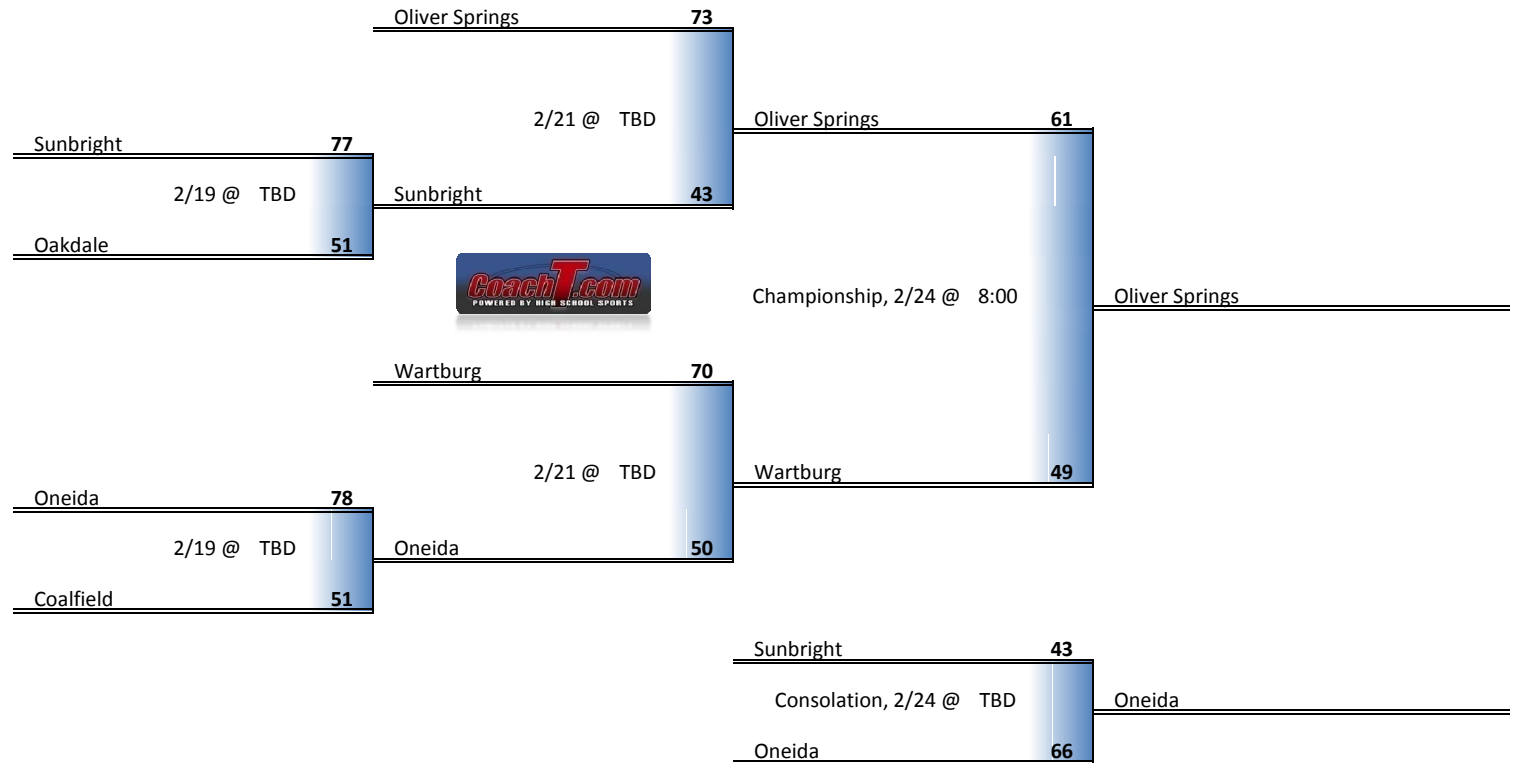 Oliver Springs 73
2/21 @ TBD
Oliver Springs 61
Sunbright 77
2/19 @ TBD
Sunbright 43
Oakdale 51
CoachT.com
POWERED BY HIGH SCHOOL SPORTS
Championship, 2/24 @ 8:00
Oliver Springs
Wartburg 70
2/21 @ TBD
Wartburg 49
Oneida 78
2/19 @ TBD
Oneida 50
Coalfield 51
Sunbright 43
Consolation, 2/24 @ TBD
Oneida
Oneida 66